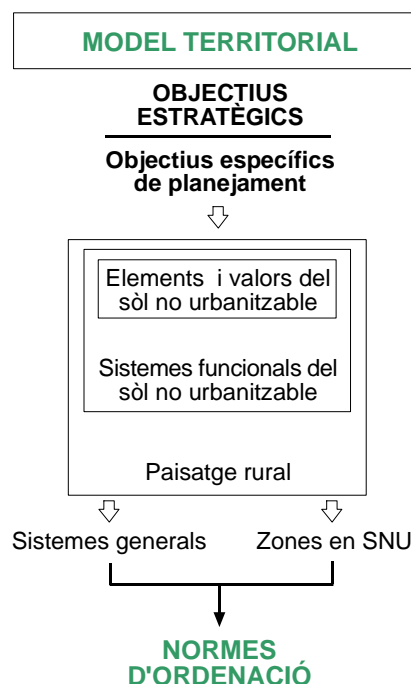 MODEL TERRITORIAL
OBJECTIUS
ESTRATÈGICS
Objectius específics
de planejament
Elements i valors del
sòl no urbanitzable
Sistemes funcionals del
sòl no urbanitzable
Paisatge rural
Sistemes generals
Zones en SNU
NORMES
D'ORDENACIÓ